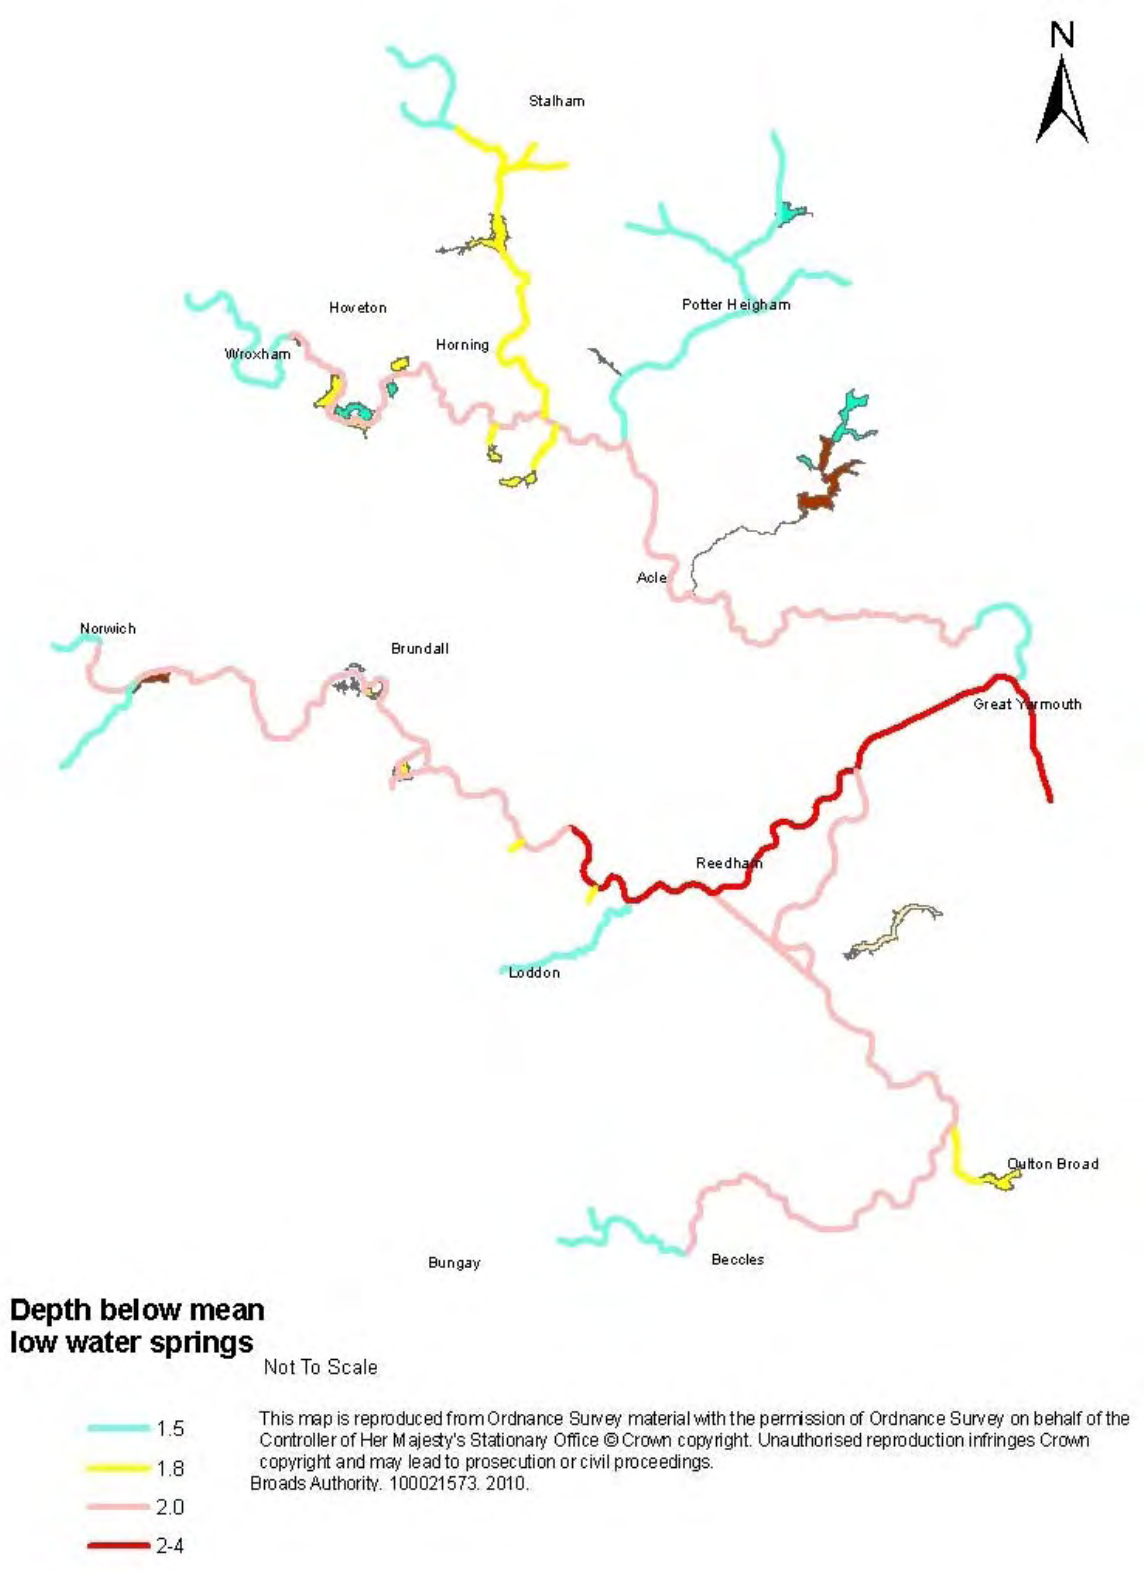 N
Stalham
Hoveton
Potter Heigham
Wroxham
Horning
Acle
Norwich
Brundall
Great Yarmouth
Reedham
Loddon
Oulton Broad
Bungay
Beccles
Depth below mean
low water springs
Not To Scale
1.5
1.8
2.0
2-4
This map is reproduced from Ordnance Survey material with the permission of Ordnance Survey on behalf of the
Controller of Her Majesty's Stationary Office © Crown copyright. Unauthorised reproduction infringes Crown
copyright and may lead to prosecution or civil proceedings.
Broads Authority. 100021573. 2010.